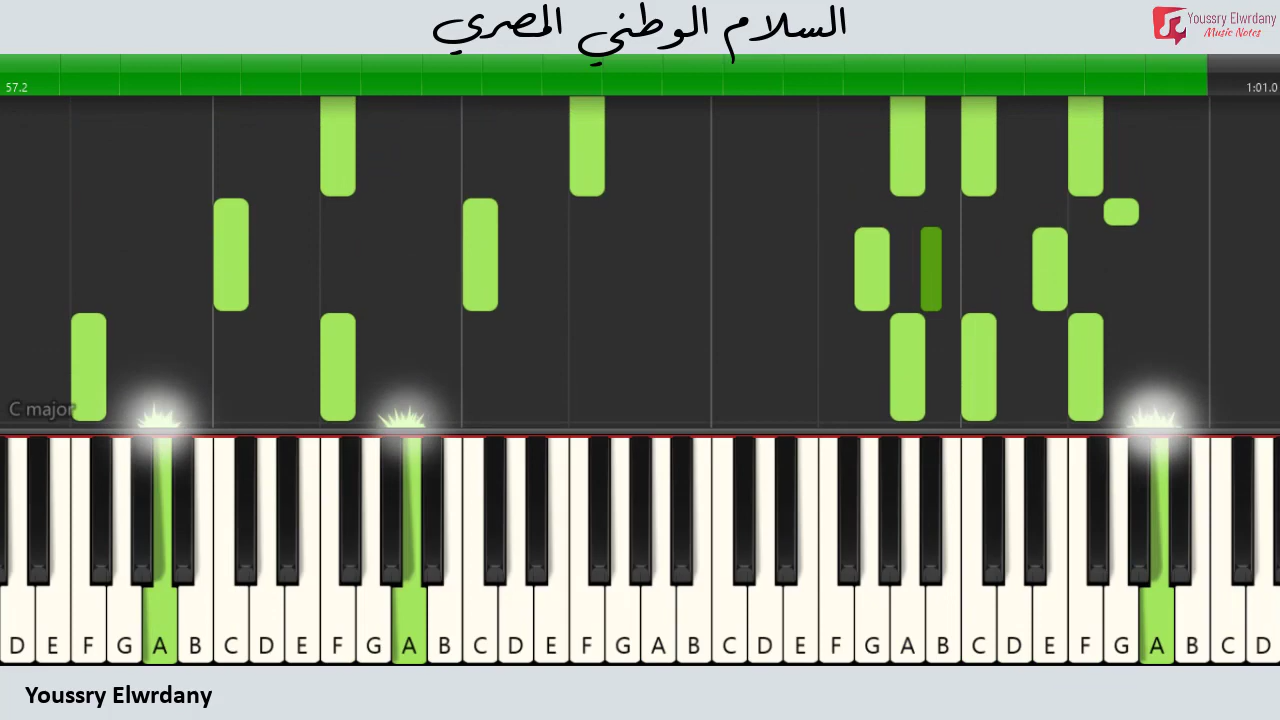 السلام الوطني المصري
Youssry Elwrdany
Music Notes
57.2
1:01.0
C major
D E F G A B C D E F G A B C D E F G A B C D E F G A B C D E F G A B C D
Youssry Elwrdany